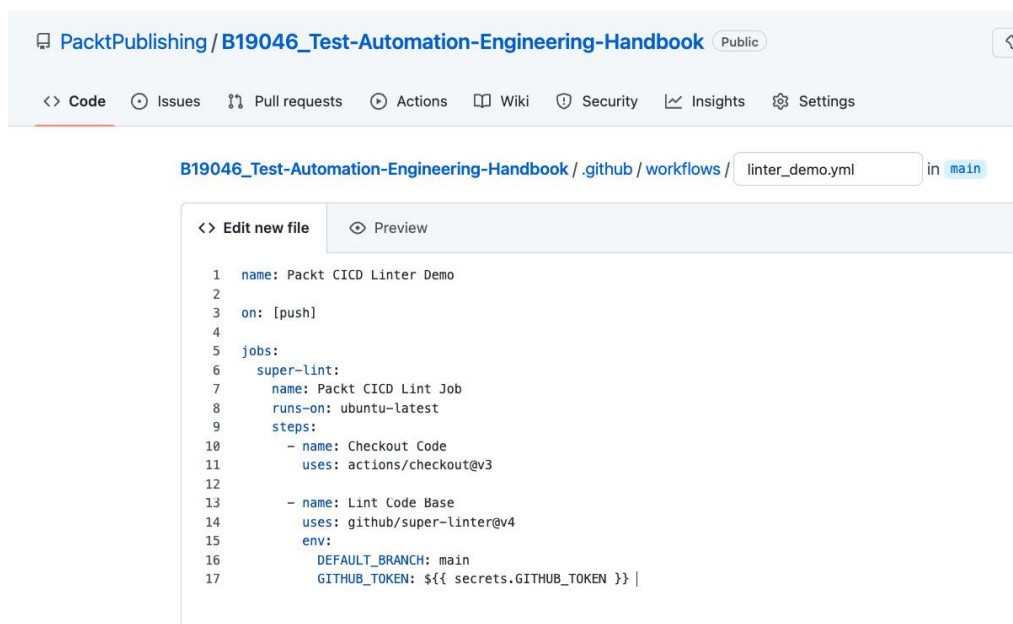 PacktPublishing / B19046_Test-Automation-Engineering-Handbook Public
<> Code Issues Pull requests Actions Wiki Security Insights Settings
B19046_Test-Automation-Engineering-Handbook / .github / workflows / linter_demo.yml in main
<> Edit new file Preview
1 name: Packt CICD Linter Demo
2
3 on: [push]
4
5 jobs:
6   super-lint:
7     name: Packt CICD Lint Job
8     runs-on: ubuntu-latest
9     steps:
10       - name: Checkout Code
11         uses: actions/checkout@v3
12
13       - name: Lint Code Base
14         uses: github/super-linter@v4
15         env:
16           DEFAULT_BRANCH: main
17           GITHUB_TOKEN: ${{ secrets.GITHUB_TOKEN }}